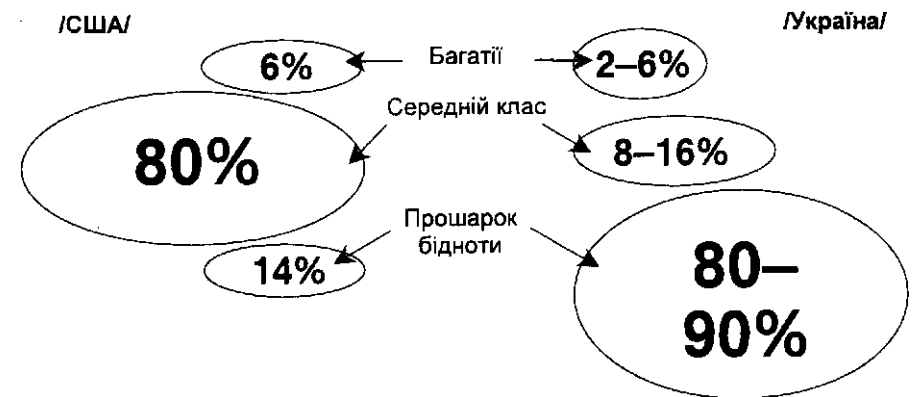 /США/
/Україна/
6%
Багатії
2–6%
Середній клас
80%
8–16%
Прошарок
бідноти
14%
80–
90%